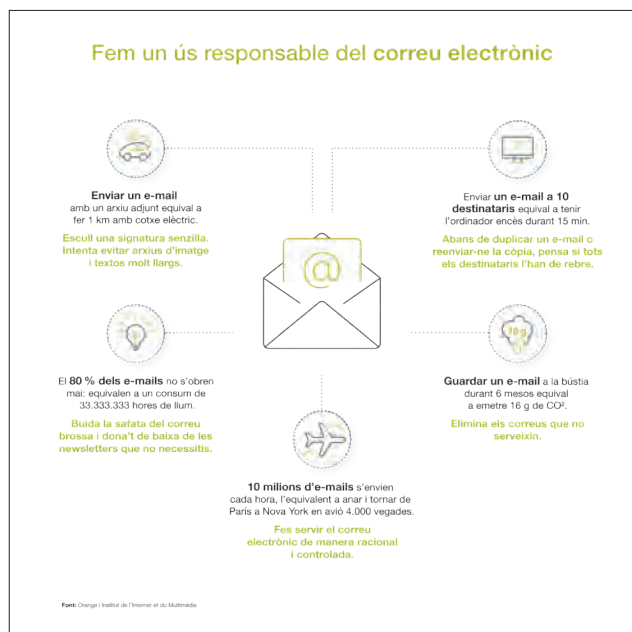 Fem un ús responsable del correu electrònic
Enviar un e-mail
amb un arxiu adjunt equival a
fer 1 km amb cotxe elèctric.
Escull una signatura senzilla.
Intenta evitar arxius d'imatge
i textos molt llargs.
Enviar un e-mail a 10
destinataris equival a tenir
l'ordinador encès durant 15 min.
Abans de duplicar un e-mail o
reenviar-ne la còpia, pensa si tots
els destinataris l'han de rebre.
@
El 80 % dels e-mails no s'obren
mai: equivalen a un consum de
33.333.333 hores de llum.
Buida la safata del correu
brossa i dona't de baixa de les
newsletters que no necessitis.
Guardar un e-mail a la bústia
durant 6 mesos equival
a emetre 16 g de CO².
Elimina els correus que no
serveixin.
10 milions d'e-mails s'envien
cada hora, l'equivalent a anar i tornar de
París a Nova York en avió 4.000 vegades.
Fes servir el correu
electrònic de manera racional
i controlada.
Font: Orange i Institut de l'Internet et du Multimédia